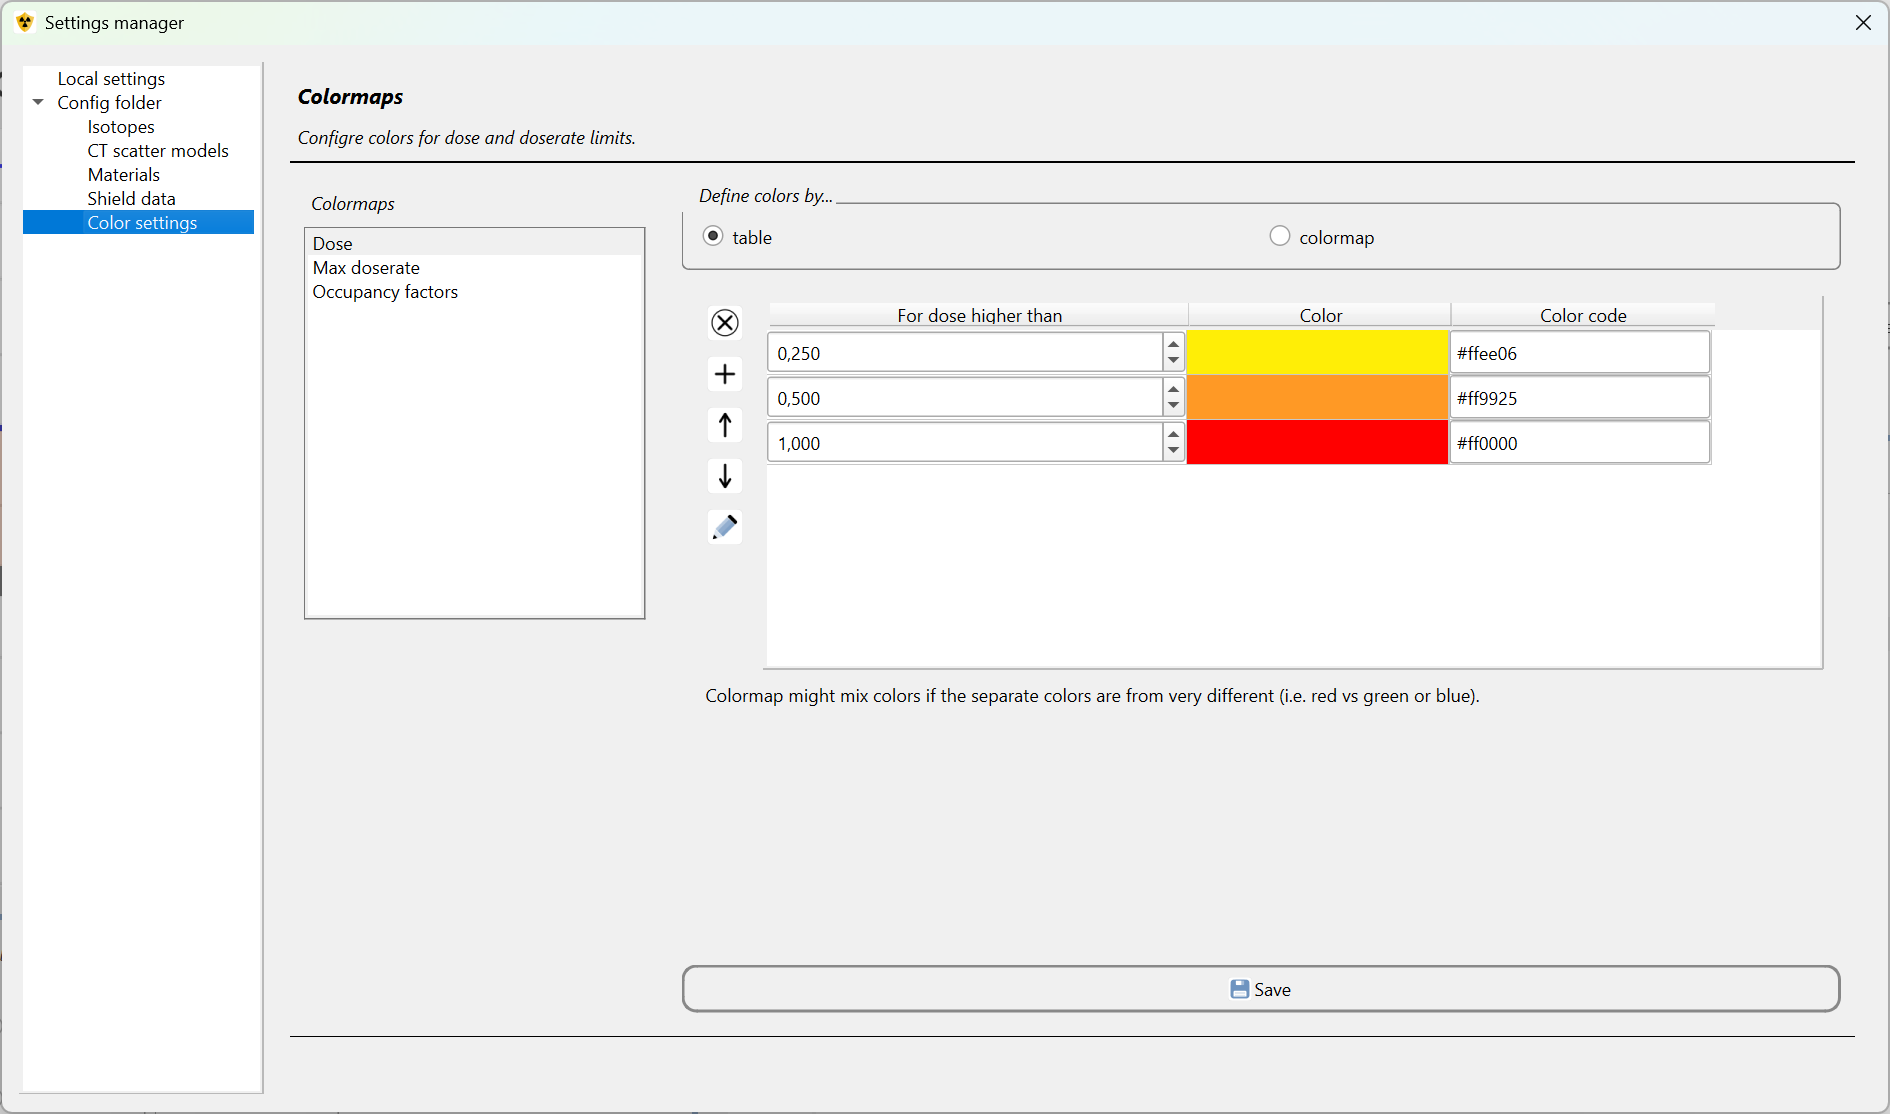 Settings manager
Local settings
Config folder
Isotopes
CT scatter models
Materials
Shield data
Color settings
Colormaps
Configre colors for dose and doserate limits.
Colormaps
Dose
Max doserate
Occupancy factors
Define colors by...
table
colormap
For dose higher than Color Color code
0,250 #ffee06
0,500 #ff9925
1,000 #ff0000
Colormap might mix colors if the separate colors are from very different (i.e. red vs green or blue).
Save